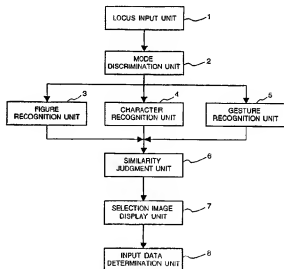 LOCUS INPUT UNIT
1
MODE
DISCRIMINATION UNIT
2
3
FIGURE
RECOGNITION UNIT
4
CHARACTER
RECOGNITION UNIT
5
GESTURE
RECOGNITION UNIT
SIMILARITY
JUDGMENT UNIT
6
SELECTION IMAGE
DISPLAY UNIT
7
INPUT DATA
DETERMINATION UNIT
8